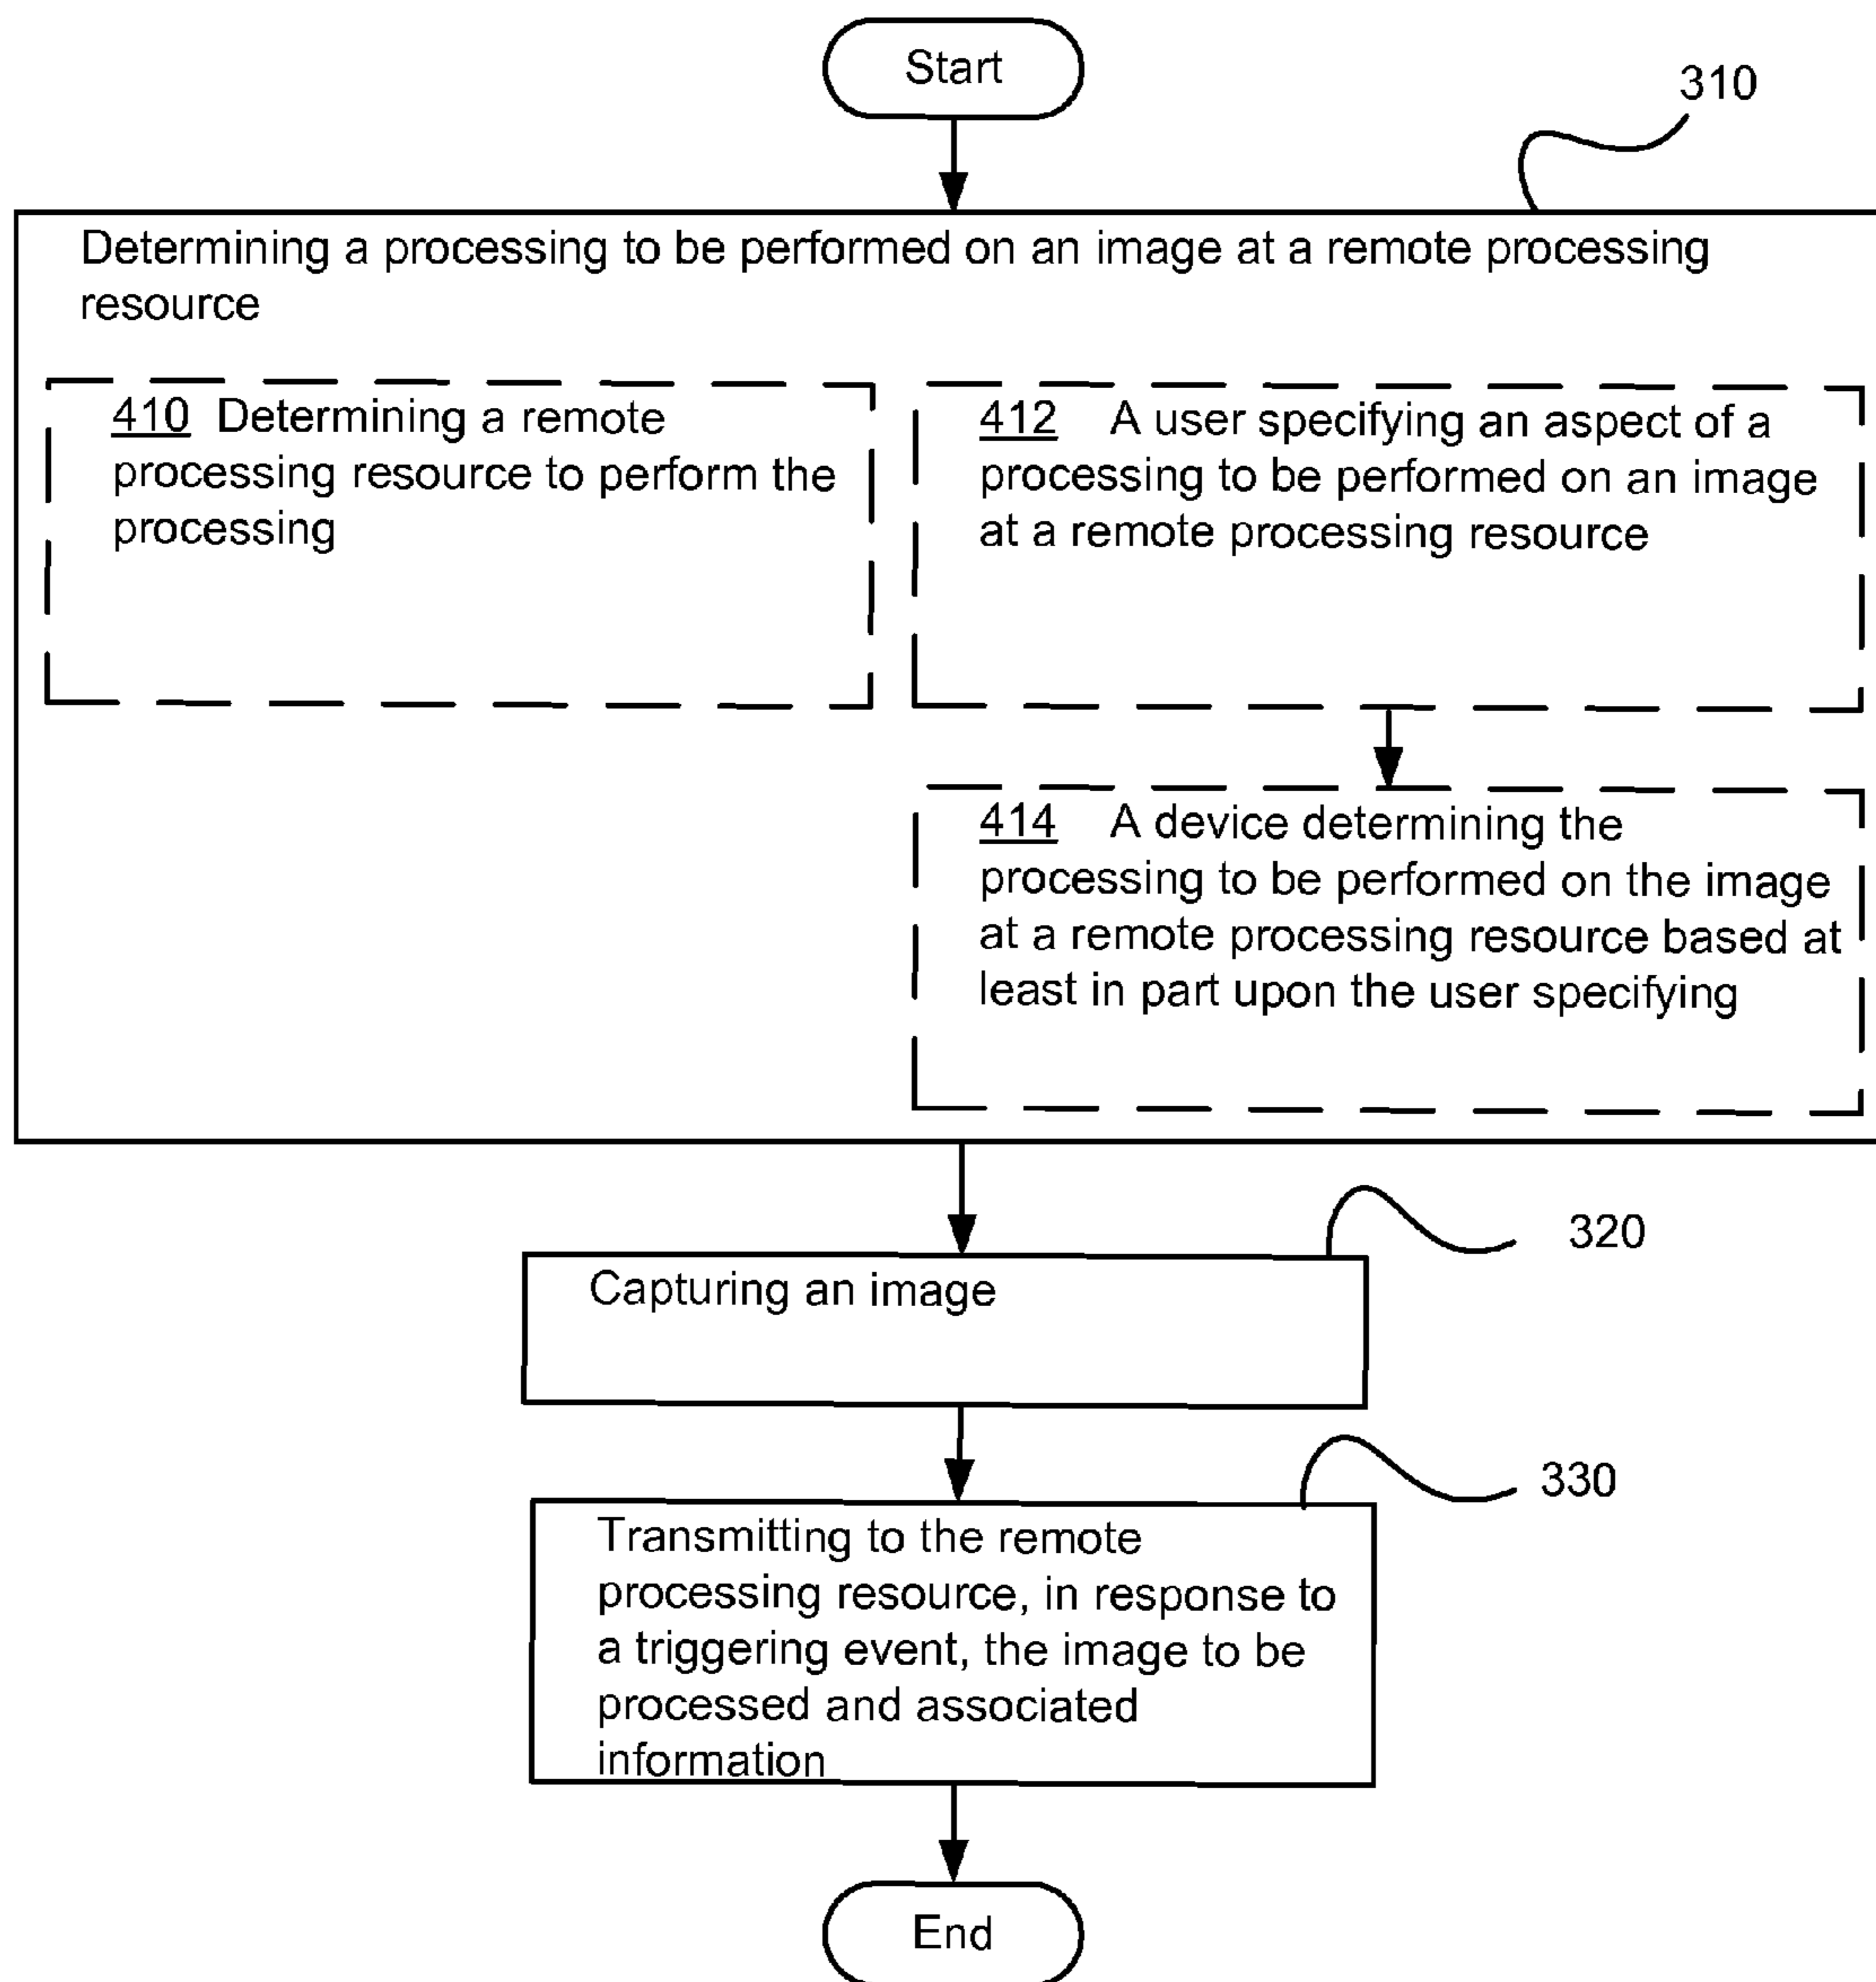 Start
310
Determining a processing to be performed on an image at a remote processing
resource
410 Determining a remote
processing resource to perform the
processing
412 A user specifying an aspect of a
processing to be performed on an image
at a remote processing resource
414 A device determining the
processing to be performed on the image
at a remote processing resource based at
least in part upon the user specifying
320
Capturing an image
330
Transmitting to the remote
processing resource, in response to
a triggering event, the image to be
processed and associated
information
End